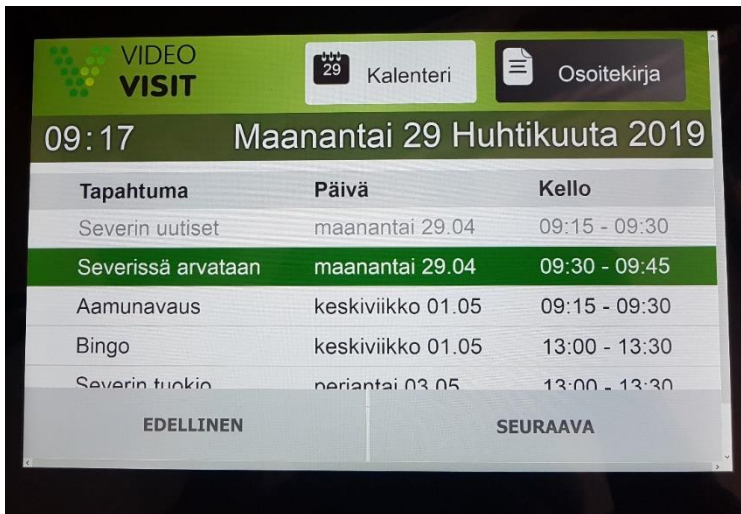 VIDEO
VISIT
29 Kalenteri
Osoitekirja
09:17 Maanantai 29 Huhtikuuta 2019
Tapahtuma Päivä Kello
Severin uutiset maanantai 29.04 09:15 - 09:30
Severissä arvataan maanantai 29.04 09:30 - 09:45
Aamunavaus keskiviikko 01.05 09:15 - 09:30
Bingo keskiviikko 01.05 13:00 - 13:30
Severin tuokio perjantai 03.05 13:00 - 13:30
EDELLINEN SEURAAVA